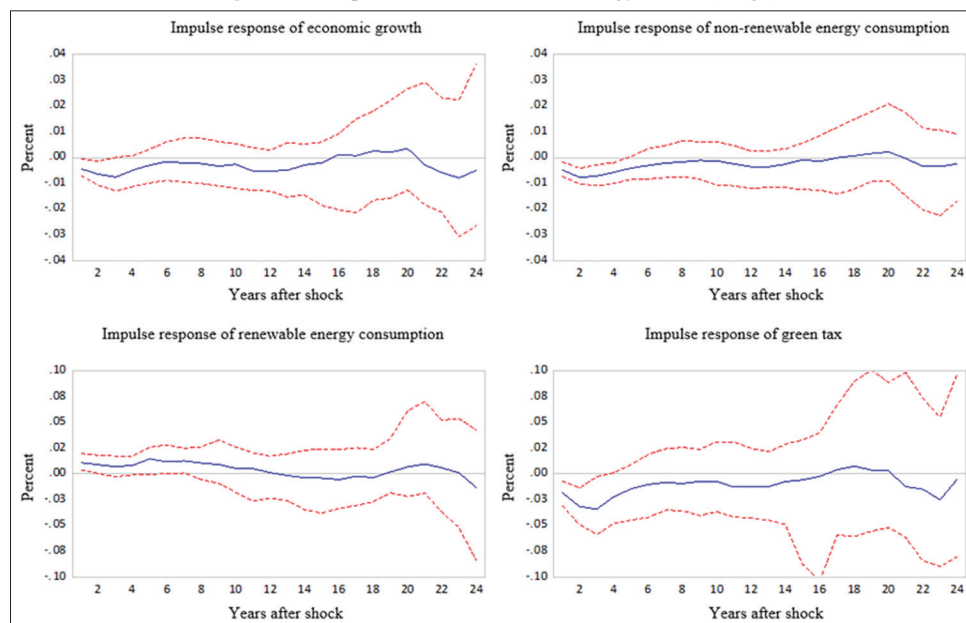 Impulse response of economic growth
Percent
.04
.03
.02
.01
.00
-.01
-.02
-.03
-.04
2 4 6 8 10 12 14 16 18 20 22 24
Years after shock
Impulse response of non-renewable energy consumption
Percent
.04
.03
.02
.01
.00
-.01
-.02
-.03
-.04
2 4 6 8 10 12 14 16 18 20 22 24
Years after shock
Impulse response of renewable energy consumption
Percent
.10
.08
.05
.02
.00
-.03
-.05
-.08
-.10
2 4 6 8 10 12 14 16 18 20 22 24
Years after shock
Impulse response of green tax
Percent
.10
.08
.05
.02
.00
-.03
-.05
-.08
-.10
2 4 6 8 10 12 14 16 18 20 22 24
Years after shock